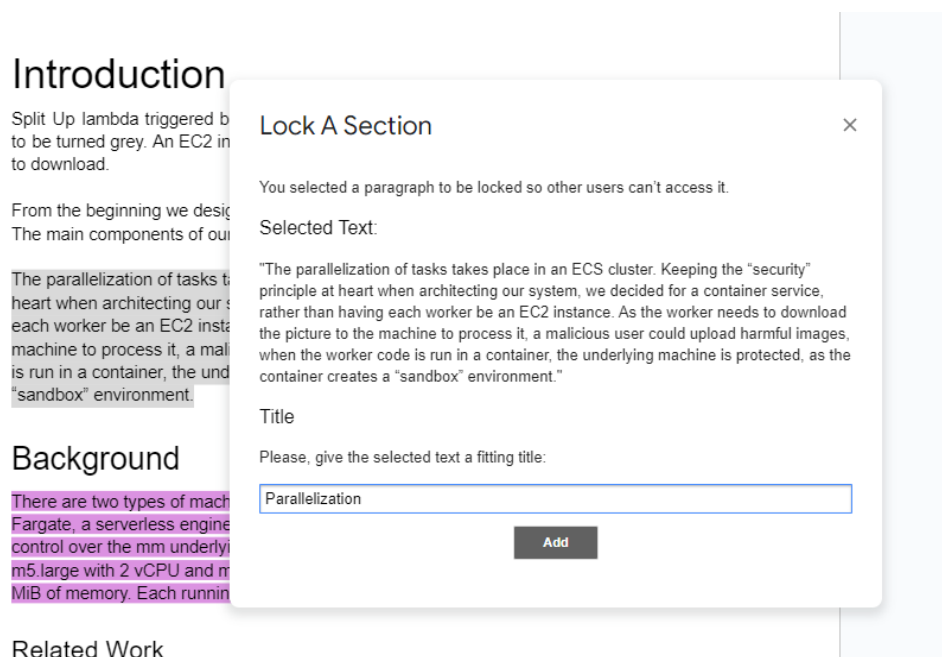 Introduction
Split Up lambda triggered b
to be turned grey. An EC2 in
to download.
From the beginning we desig
The main components of ou
The parallelization of tasks ta
heart when architecting our s
each worker be an EC2 insta
machine to process it, a mali
is run in a container, the und
“sandbox” environment.
Background
There are two types of mach
Fargate, a serverless engine
control over the mm underlyi
m5.large with 2 vCPU and m
MiB of memory. Each runnin
Related Work
Lock A Section
×
You selected a paragraph to be locked so other users can’t access it.
Selected Text:
"The parallelization of tasks takes place in an ECS cluster. Keeping the “security”
principle at heart when architecting our system, we decided for a container service,
rather than having each worker be an EC2 instance. As the worker needs to download
the picture to the machine to process it, a malicious user could upload harmful images,
when the worker code is run in a container, the underlying machine is protected, as the
container creates a “sandbox” environment."
Title
Please, give the selected text a fitting title:
Parallelization
Add